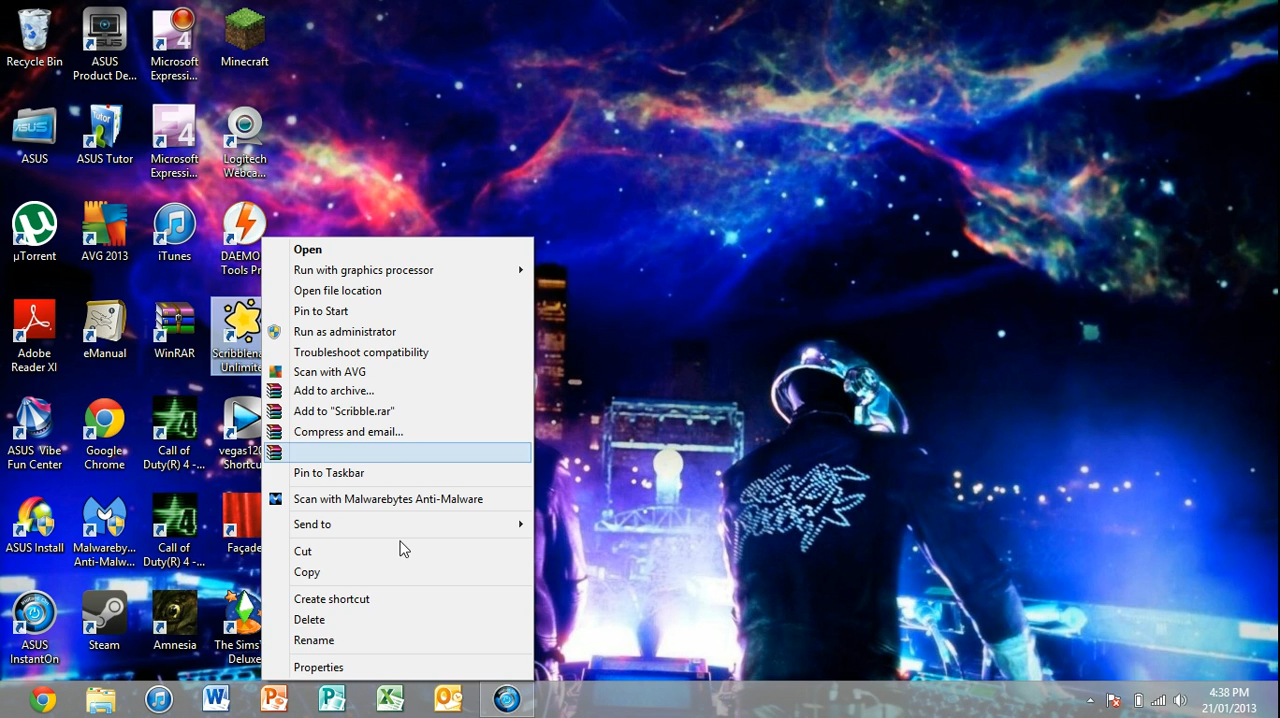 Recycle Bin
ASUS
Product De...
Microsoft
Expressi...
Minecraft
ASUS
ASUS Tutor
Microsoft
Expressi...
Logitech
Webca...
µTorrent
AVG 2013
iTunes
DAEMO
Tools Pr
Adobe
Reader XI
eManual
WinRAR
Scribblena
Unlimite
ASUS Vibe
Fun Center
Google
Chrome
Call of
Duty(R) 4 -...
vegas120
Shortcu
ASUS Install
Malwareby...
Anti-Malw...
Call of
Duty(R) 4 -...
Façade
ASUS
InstantOn
Steam
Amnesia
The Sims
Deluxe
Open
Run with graphics processor
Open file location
Pin to Start
Run as administrator
Troubleshoot compatibility
Scan with AVG
Add to archive...
Add to "Scribble.rar"
Compress and email...
Pin to Taskbar
Scan with Malwarebytes Anti-Malware
Send to
Cut
Copy
Create shortcut
Delete
Rename
Properties
4:38 PM
21/01/2013